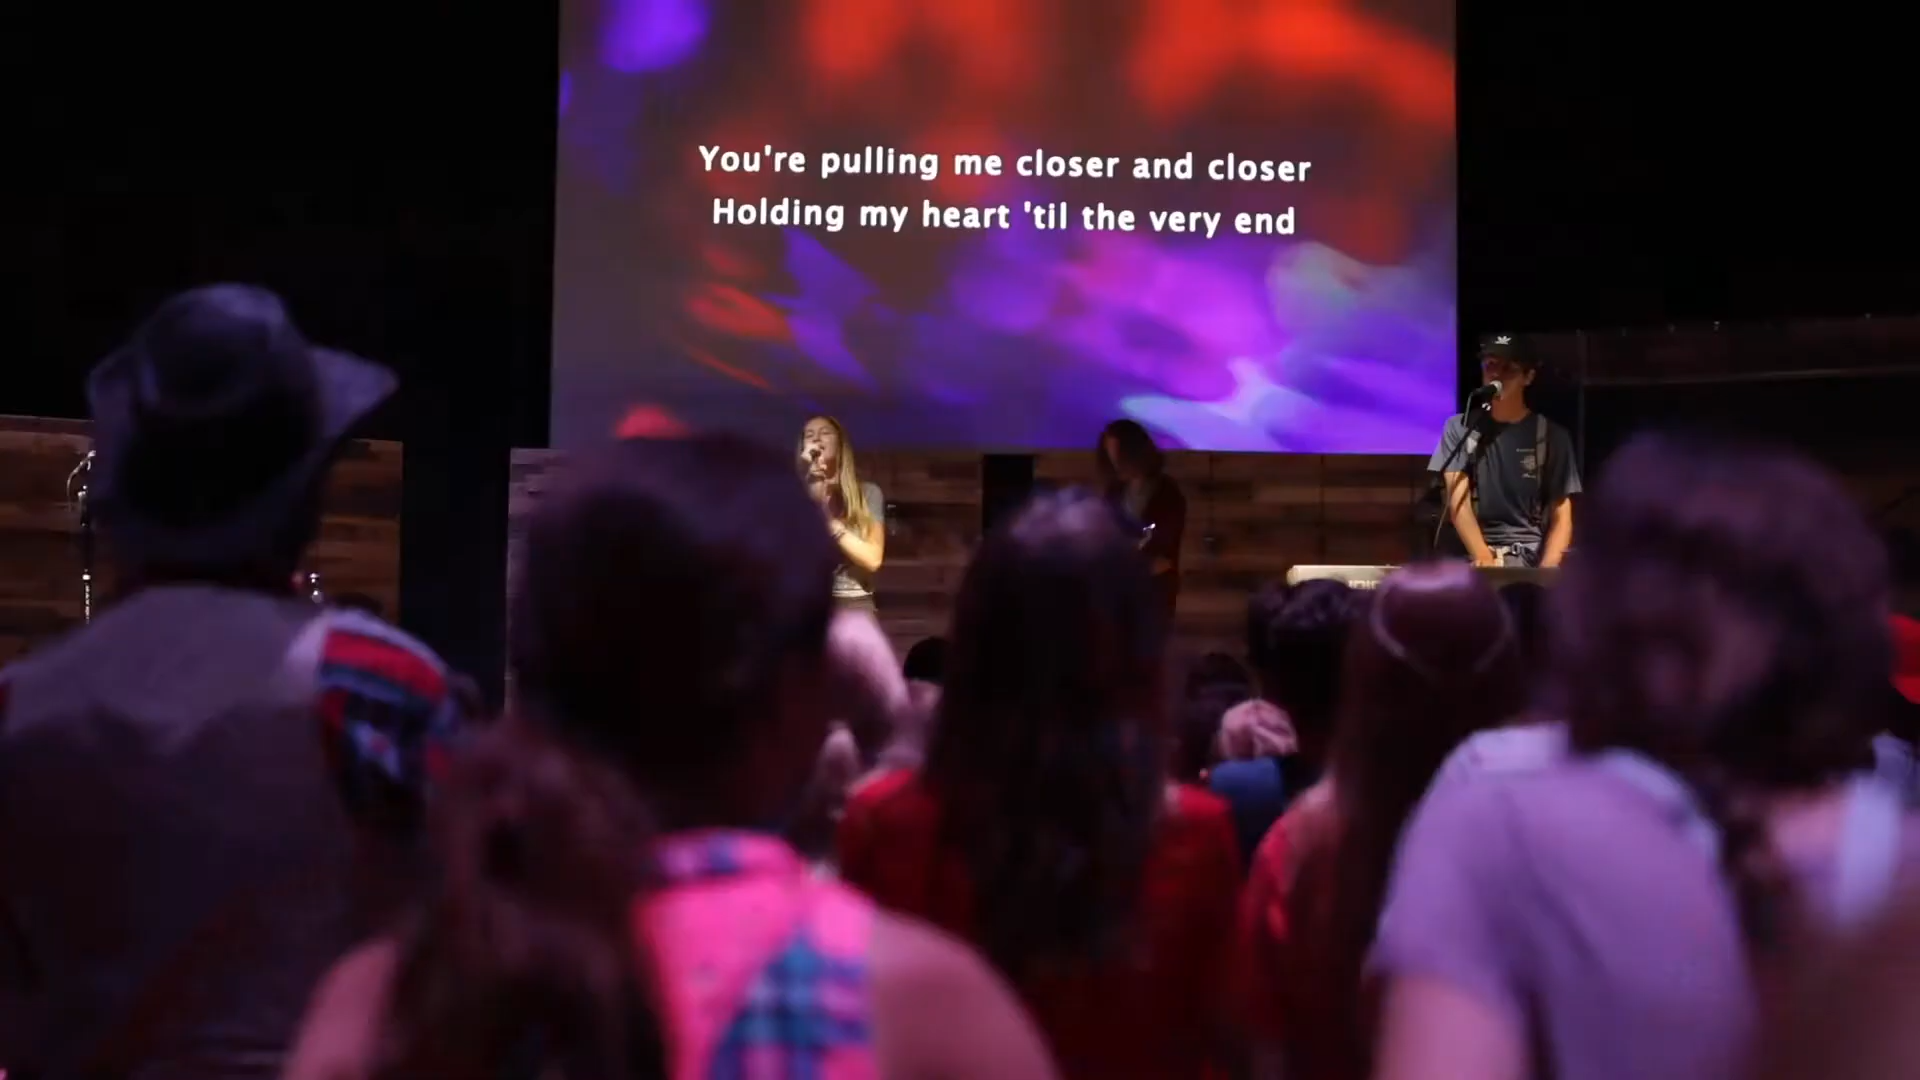 You're pulling me closer and closer
Holding my heart 'til the very end